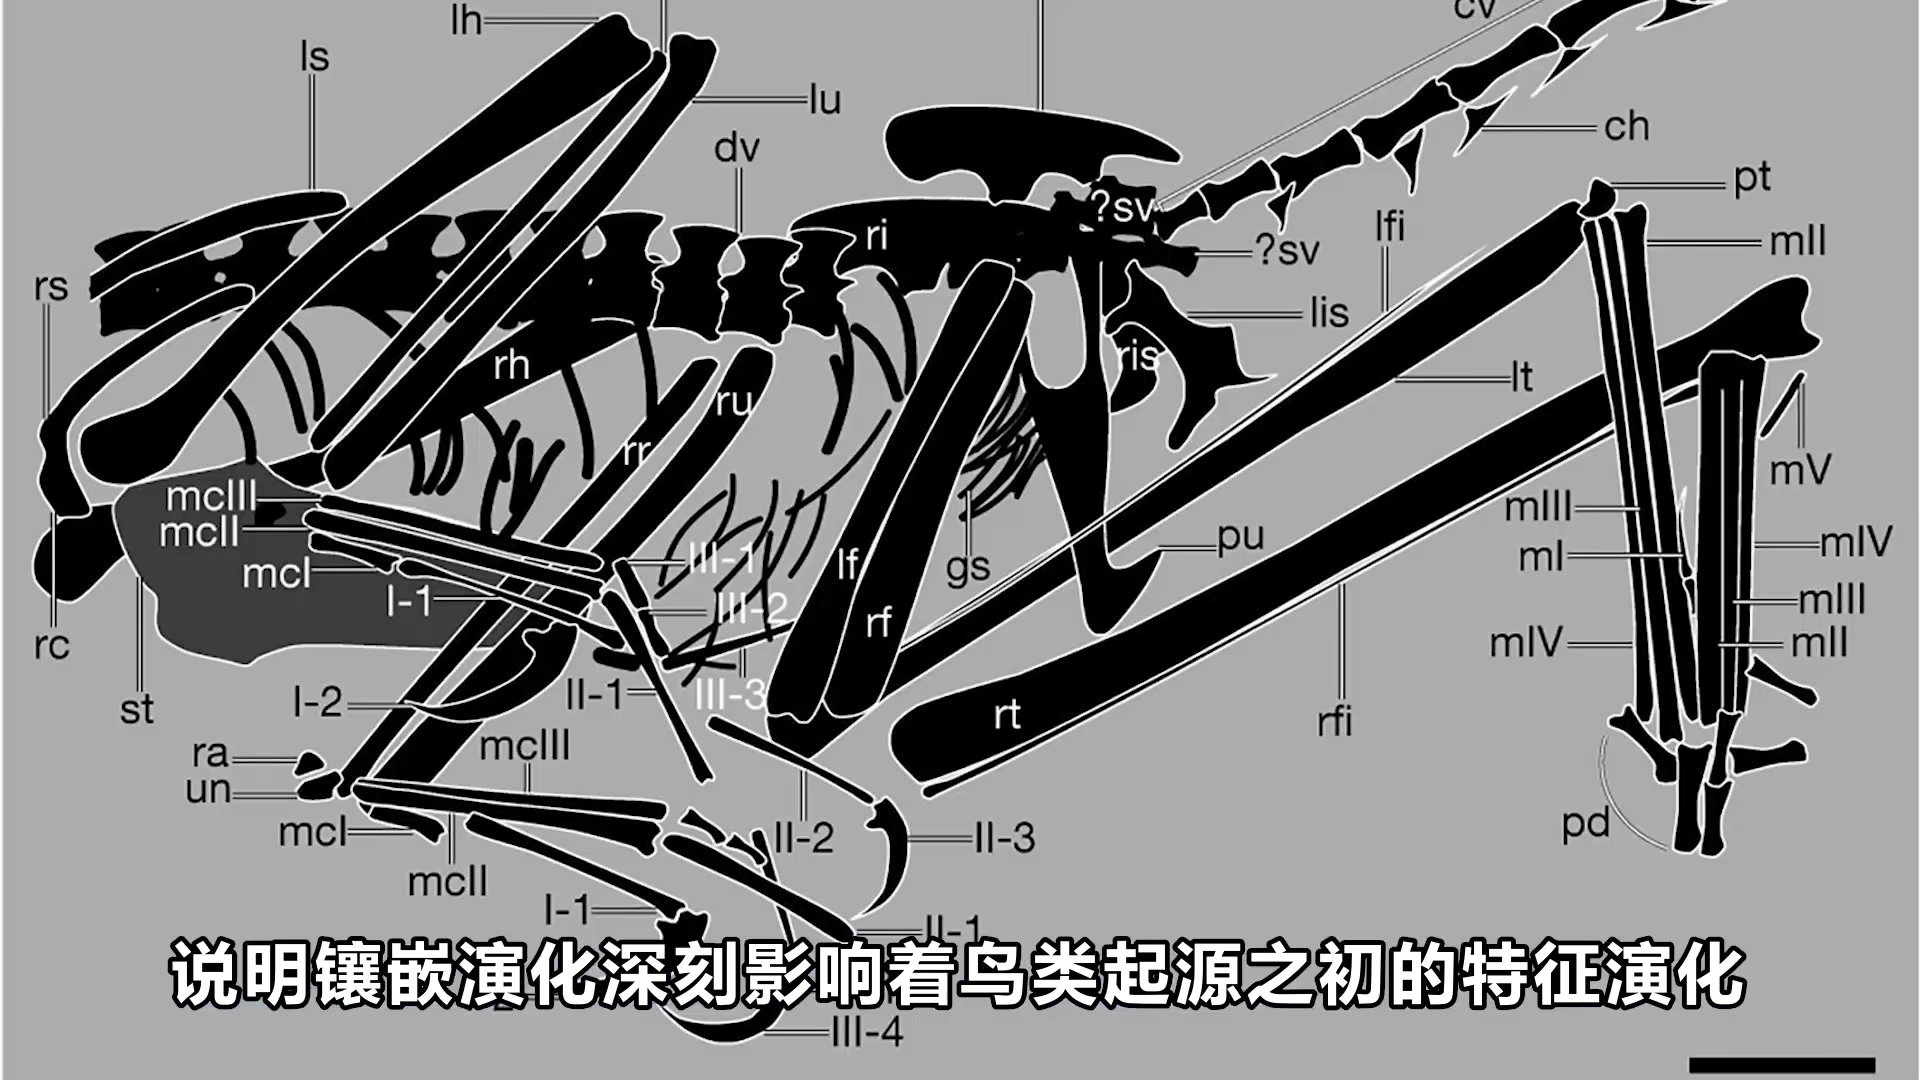 lh
cv
ls
lu
ch
dv
pt
?sv
lfi
ri
mII
?sv
rs
lis
ris
rh
lt
ru
rr
mV
mcIII
mIII
mcII
pu
mIV
III-1
mI
lf
gs
mcI
I-1
III-2
mIII
rf
rc
mIV
mII
II-1
III-3
I-2
st
rt
rfi
ra
mcIII
un
pd
mcI
II-2
II-3
mcII
I-1
II-1
说明镶嵌演化深刻影响着鸟类起源之初的特征演化
III-4